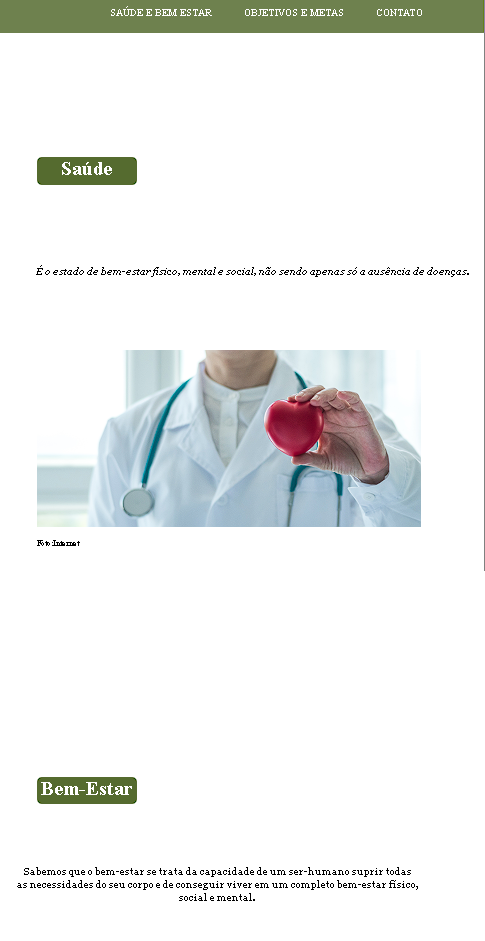 SAÚDE E BEM ESTAR OBJETIVOS E METAS CONTATO
Saúde
É o estado de bem-estar físico, mental e social, não sendo apenas só a ausência de doenças.
Foto:Internet
Bem-Estar
Sabemos que o bem-estar se trata da capacidade de um ser-humano suprir todas
as necessidades do seu corpo e de conseguir viver em um completo bem-estar físico,
social e mental.